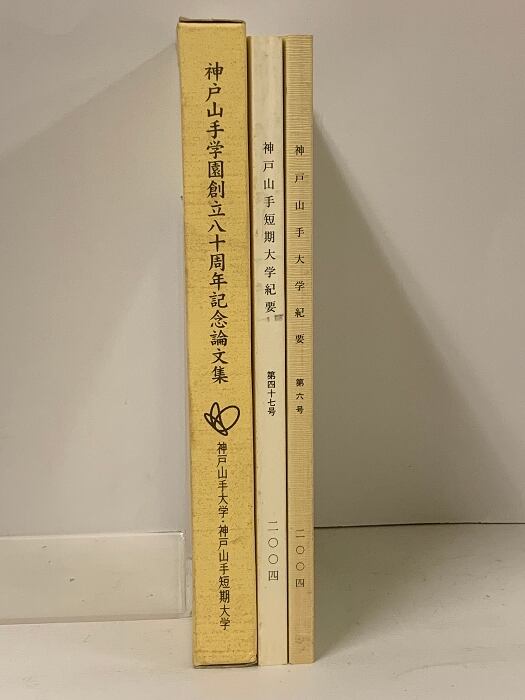 神戸山手学園創立八十周年記念論文集
神戸山手大学・神戸山手短期大学
神戸山手短期大学紀要
第四十七号
二〇〇四
神戸山手大学紀要
第六号
二〇〇四